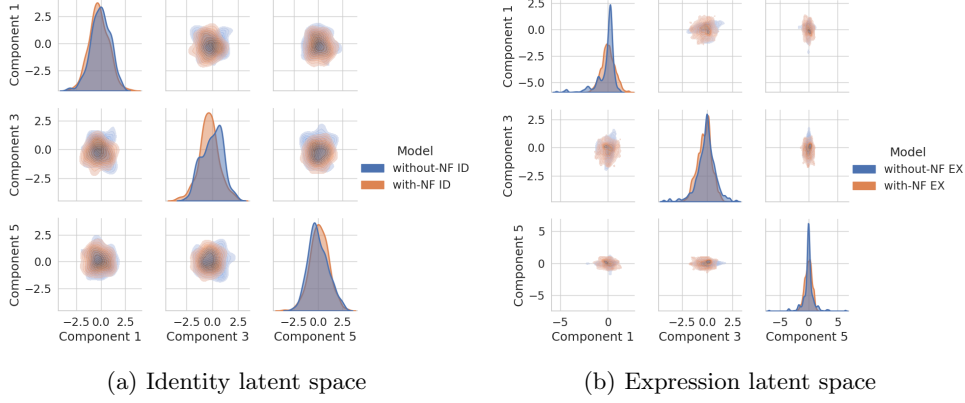 Component 1
2.5
0.0
−2.5
Component 3
2.5
0.0
−2.5
Component 5
2.5
0.0
−2.5
−2.5 0.0 2.5
−2.5 0.0 2.5
−2.5 0.0 2.5
Component 1
Component 3
Component 5
Model
without-NF ID
with-NF ID
(a) Identity latent space
Component 1
2.5
0.0
−2.5
−5.0
Component 3
2.5
0.0
−2.5
Component 5
5
0
−5
−5 0
−2.5 0.0 2.5
−5 0 5
Component 1
Component 3
Component 5
Model
without-NF EX
with-NF EX
(b) Expression latent space